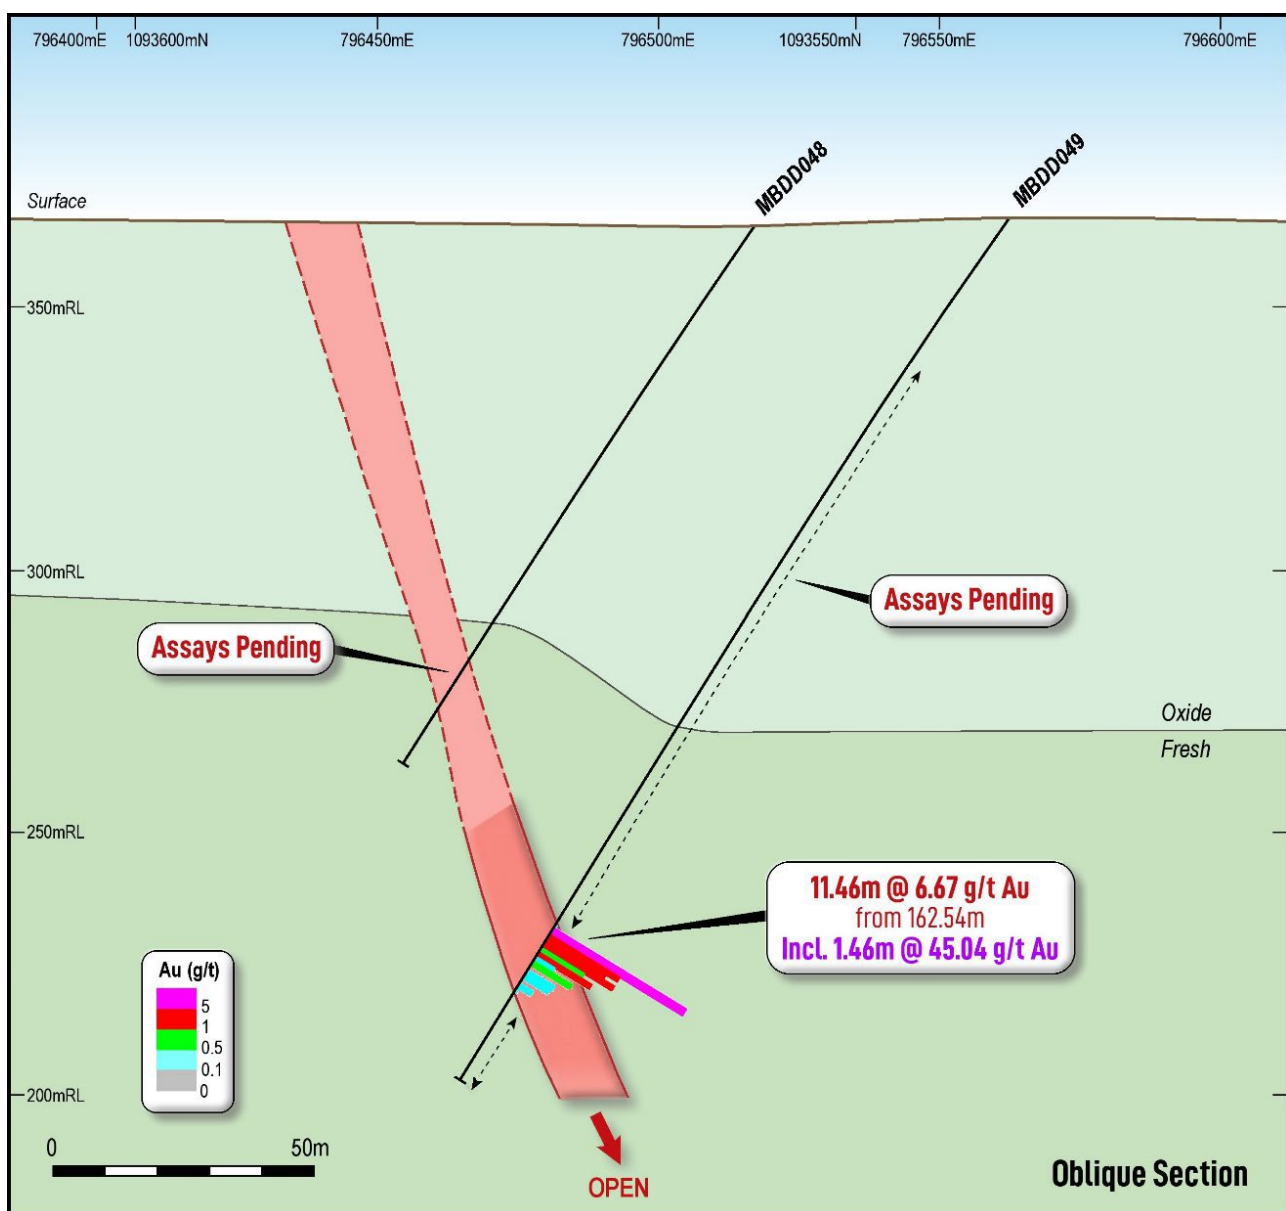 796400mE
1093600mN
796450mE
796500mE
1093550mN
796550mE
796600mE
MBDD048
MBDD049
Surface
350mRL
300mRL
Assays Pending
Assays Pending
Oxide
Fresh
250mRL
11.46m @ 6.67 g/t Au
from 162.54m
Incl. 1.46m @ 45.04 g/t Au
Au (g/t)
5
1
0.5
0.1
0
200mRL
0
50m
OPEN
Oblique Section